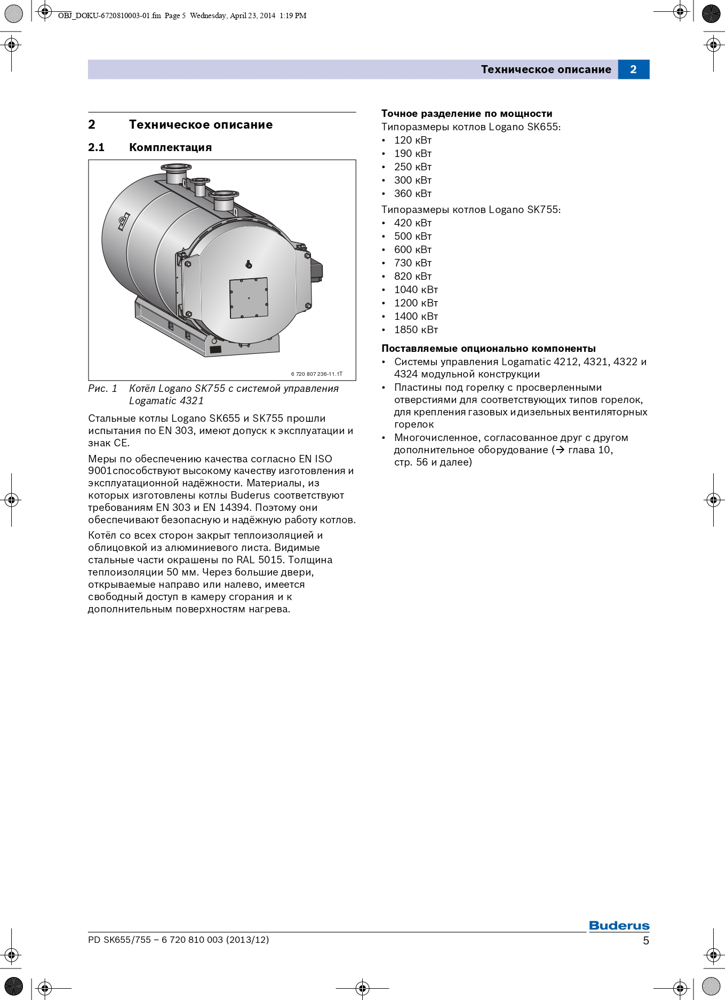 OBJ_DOKU-6720810003-01.fm  Page 5  Wednesday, April 23, 2014  1:19 PM
Техническое описание 2
2 Техническое описание
2.1 Комплектация
6 720 807 236-11.1T
Рис. 1 Котёл Logano SK755 с системой управления
Logamatic 4321
Стальные котлы Logano SK655 и SK755 прошли
испытания по EN 303, имеют допуск к эксплуатации и
знак CE.
Меры по обеспечению качества согласно EN ISO
9001способствуют высокому качеству изготовления и
эксплуатационной надёжности. Материалы, из
которых изготовлены котлы Buderus соответствуют
требованиям EN 303 и EN 14394. Поэтому они
обеспечивают безопасную и надёжную работу котлов.
Котёл со всех сторон закрыт теплоизоляцией и
облицовкой из алюминиевого листа. Видимые
стальные части окрашены по RAL 5015. Толщина
теплоизоляции 50 мм. Через большие двери,
открываемые направо или налево, имеется
свободный доступ в камеру сгорания и к
дополнительным поверхностям нагрева.
Точное разделение по мощности
Типоразмеры котлов Logano SK655:
• 120 кВт
• 190 кВт
• 250 кВт
• 300 кВт
• 360 кВт
Типоразмеры котлов Logano SK755:
• 420 кВт
• 500 кВт
• 600 кВт
• 730 кВт
• 820 кВт
• 1040 кВт
• 1200 кВт
• 1400 кВт
• 1850 кВт
Поставляемые опционально компоненты
• Системы управления Logamatic 4212, 4321, 4322 и
4324 модульной конструкции
• Пластины под горелку с просверленными
отверстиями для соответствующих типов горелок,
для крепления газовых и дизельных вентиляторных
горелок
• Многочисленное, согласованное друг с другом
дополнительное оборудование (→ глава 10,
стр. 56 и далее)
Buderus
PD SK655/755 – 6 720 810 003 (2013/12)
5